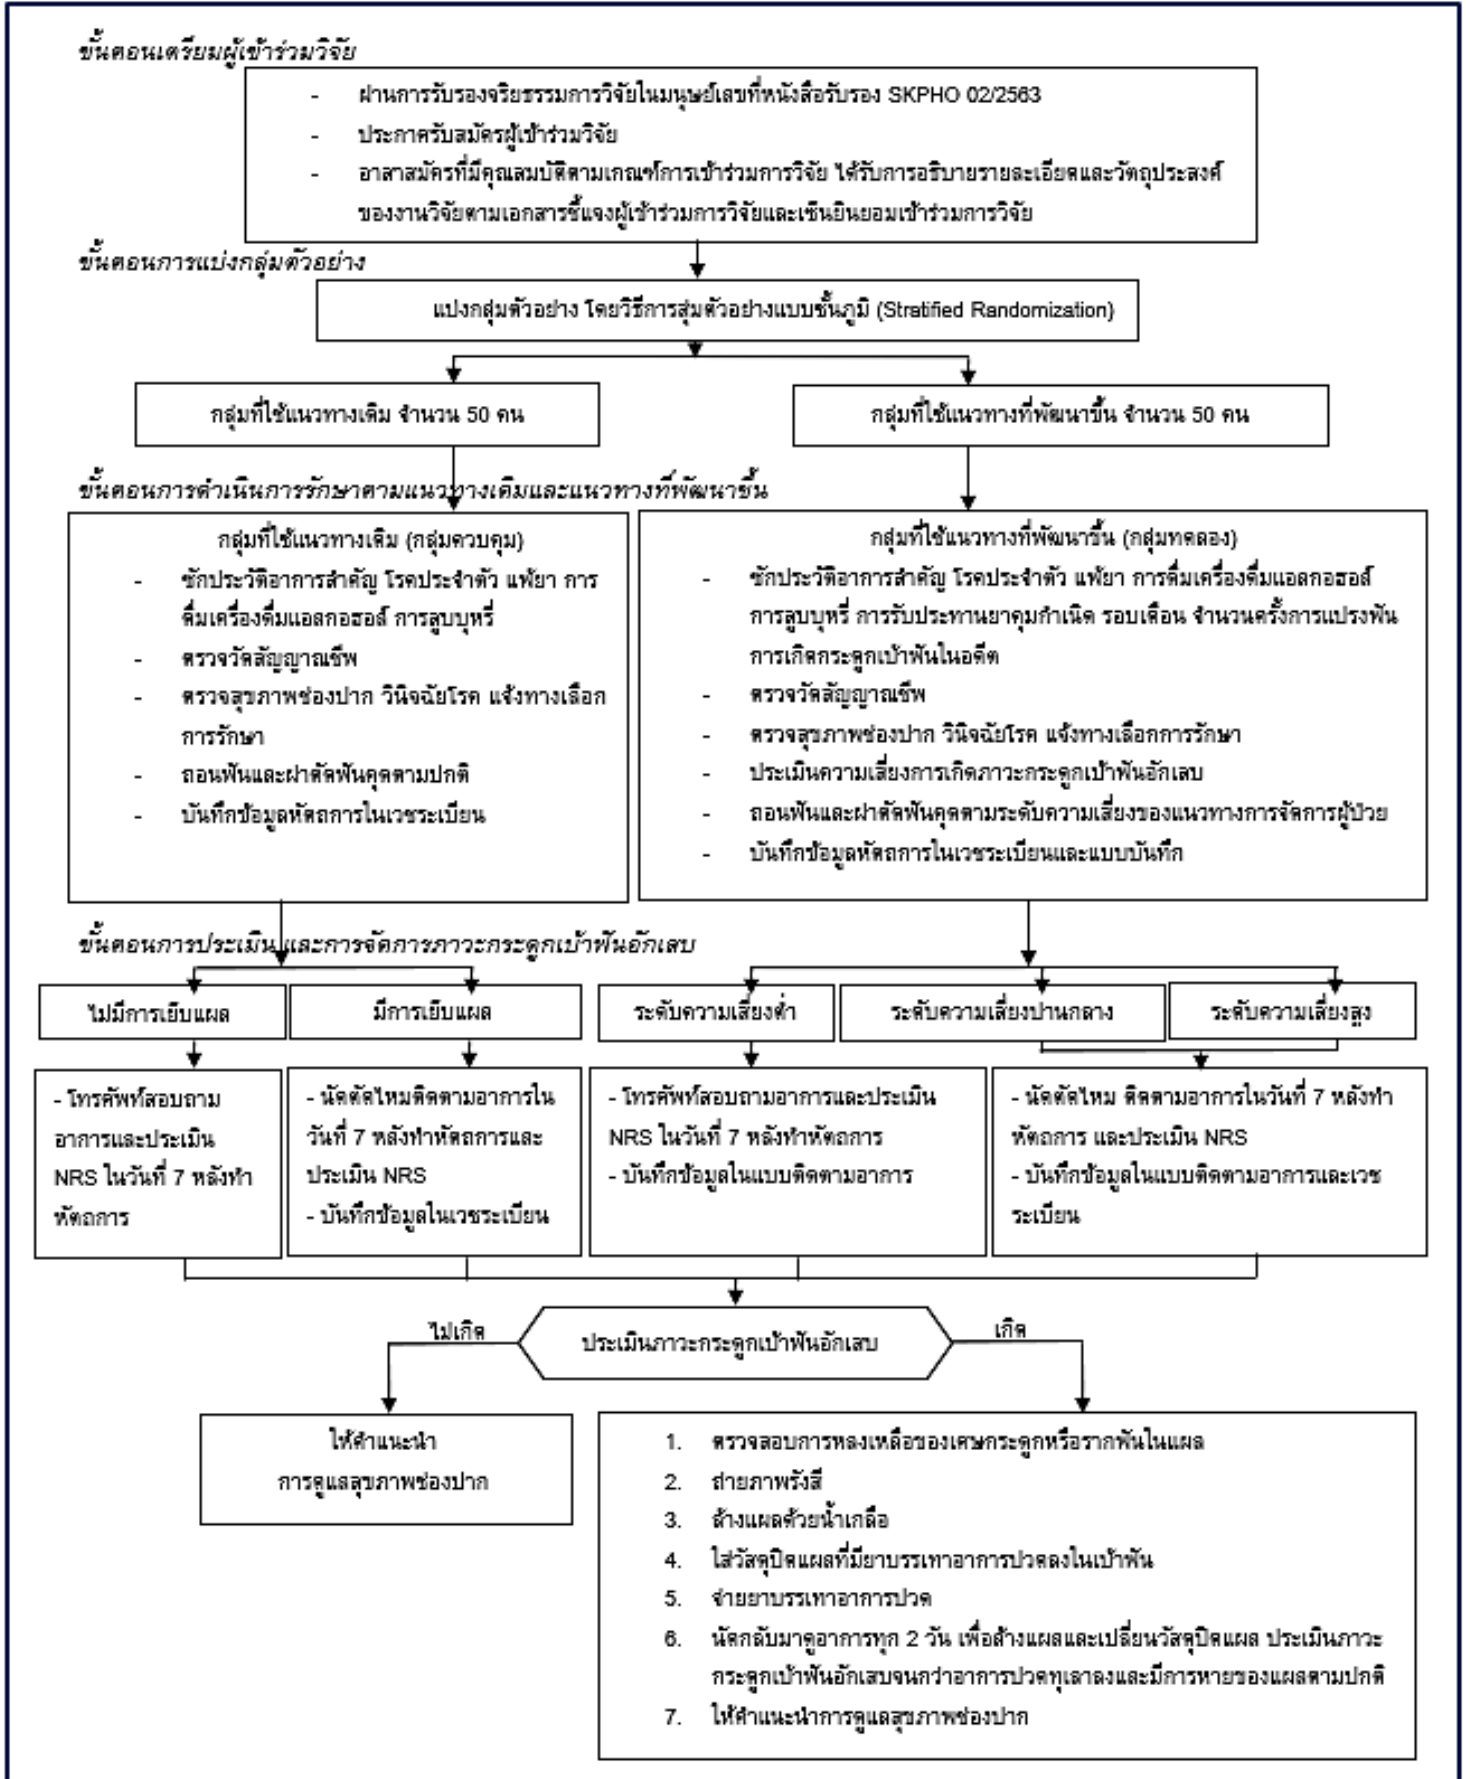 ขั้นตอนเตรียมผู้เข้าร่วมวิจัย
- ผ่านการรับรองจริยธรรมการวิจัยในมนุษย์เลขที่หนังสือรับรอง SKPHO 02/2563
- ประกาศรับสมัครผู้เข้าร่วมวิจัย
- อาสาสมัครที่มีคุณสมบัติตามเกณฑ์การเข้าร่วมการวิจัย ได้รับการอธิบายรายละเอียดและวัตถุประสงค์
ของงานวิจัยตามเอกสารชี้แจงผู้เข้าร่วมการวิจัยและเซ็นยินยอมเข้าร่วมการวิจัย
ขั้นตอนการแบ่งกลุ่มตัวอย่าง
แบ่งกลุ่มตัวอย่าง โดยวิธีการสุ่มตัวอย่างแบบชั้นภูมิ (Stratified Randomization)
กลุ่มที่ใช้แนวทางเดิม จำนวน 50 คน
กลุ่มที่ใช้แนวทางที่พัฒนาขึ้น จำนวน 50 คน
ขั้นตอนการดำเนินการรักษาตามแนวทางเดิมและแนวทางที่พัฒนาขึ้น
กลุ่มที่ใช้แนวทางเดิม (กลุ่มควบคุม)
- ซักประวัติอาการสำคัญ โรคประจำตัว แพ้ยา การ
ดื่มเครื่องดื่มแอลกอฮอล์ การสูบบุหรี่
- ตรวจวัดสัญญาณชีพ
- ตรวจสุขภาพช่องปาก วินิจฉัยโรค แจ้งทางเลือก
การรักษา
- ถอนฟันและผ่าตัดฟันคุดตามปกติ
- บันทึกข้อมูลหัตถการในเวชระเบียน
กลุ่มที่ใช้แนวทางที่พัฒนาขึ้น (กลุ่มทดลอง)
- ซักประวัติอาการสำคัญ โรคประจำตัว แพ้ยา การดื่มเครื่องดื่มแอลกอฮอล์
การสูบบุหรี่ การรับประทานยาคุมกำเนิด รอบเดือน จำนวนครั้งการแปรงฟัน
การเกิดกระดูกเบ้าฟันในอดีต
- ตรวจวัดสัญญาณชีพ
- ตรวจสุขภาพช่องปาก วินิจฉัยโรค แจ้งทางเลือกการรักษา
- ประเมินความเสี่ยงการเกิดภาวะกระดูกเบ้าฟันอักเสบ
- ถอนฟันและผ่าตัดฟันคุดตามระดับความเสี่ยงของแนวทางการจัดการผู้ป่วย
- บันทึกข้อมูลหัตถการในเวชระเบียนและแบบบันทึก
ขั้นตอนการประเมิน และการจัดการภาวะกระดูกเบ้าฟันอักเสบ
ไม่มีการเย็บแผล
มีการเย็บแผล
ระดับความเสี่ยงต่ำ
ระดับความเสี่ยงปานกลาง
ระดับความเสี่ยงสูง
- โทรศัพท์สอบถาม
อาการและประเมิน
NRS ในวันที่ 7 หลังทำ
หัตถการ
- นัดตัดไหมติดตามอาการใน
วันที่ 7 หลังทำหัตถการและ
ประเมิน NRS
- บันทึกข้อมูลในเวชระเบียน
- โทรศัพท์สอบถามอาการและประเมิน
NRS ในวันที่ 7 หลังทำหัตถการ
- บันทึกข้อมูลในแบบติดตามอาการ
- นัดตัดไหม ติดตามอาการในวันที่ 7 หลังทำ
หัตถการ และประเมิน NRS
- บันทึกข้อมูลในแบบติดตามอาการและเวช
ระเบียน
ไม่เกิด
ประเมินภาวะกระดูกเบ้าฟันอักเสบ
เกิด
ให้คำแนะนำ
การดูแลสุขภาพช่องปาก
1. ตรวจสอบการหลงเหลือของเศษกระดูกหรือรากฟันในแผล
2. ถ่ายภาพรังสี
3. ล้างแผลด้วยน้ำเกลือ
4. ใส่วัสดุปิดแผลที่มียาบรรเทาอาการปวดลงในเบ้าฟัน
5. จ่ายยาบรรเทาอาการปวด
6. นัดกลับมาดูอาการทุก 2 วัน เพื่อล้างแผลและเปลี่ยนวัสดุปิดแผล ประเมินภาวะ
กระดูกเบ้าฟันอักเสบจนกว่าอาการปวดทุเลาลงและมีการหายของแผลตามปกติ
7. ให้คำแนะนำการดูแลสุขภาพช่องปาก